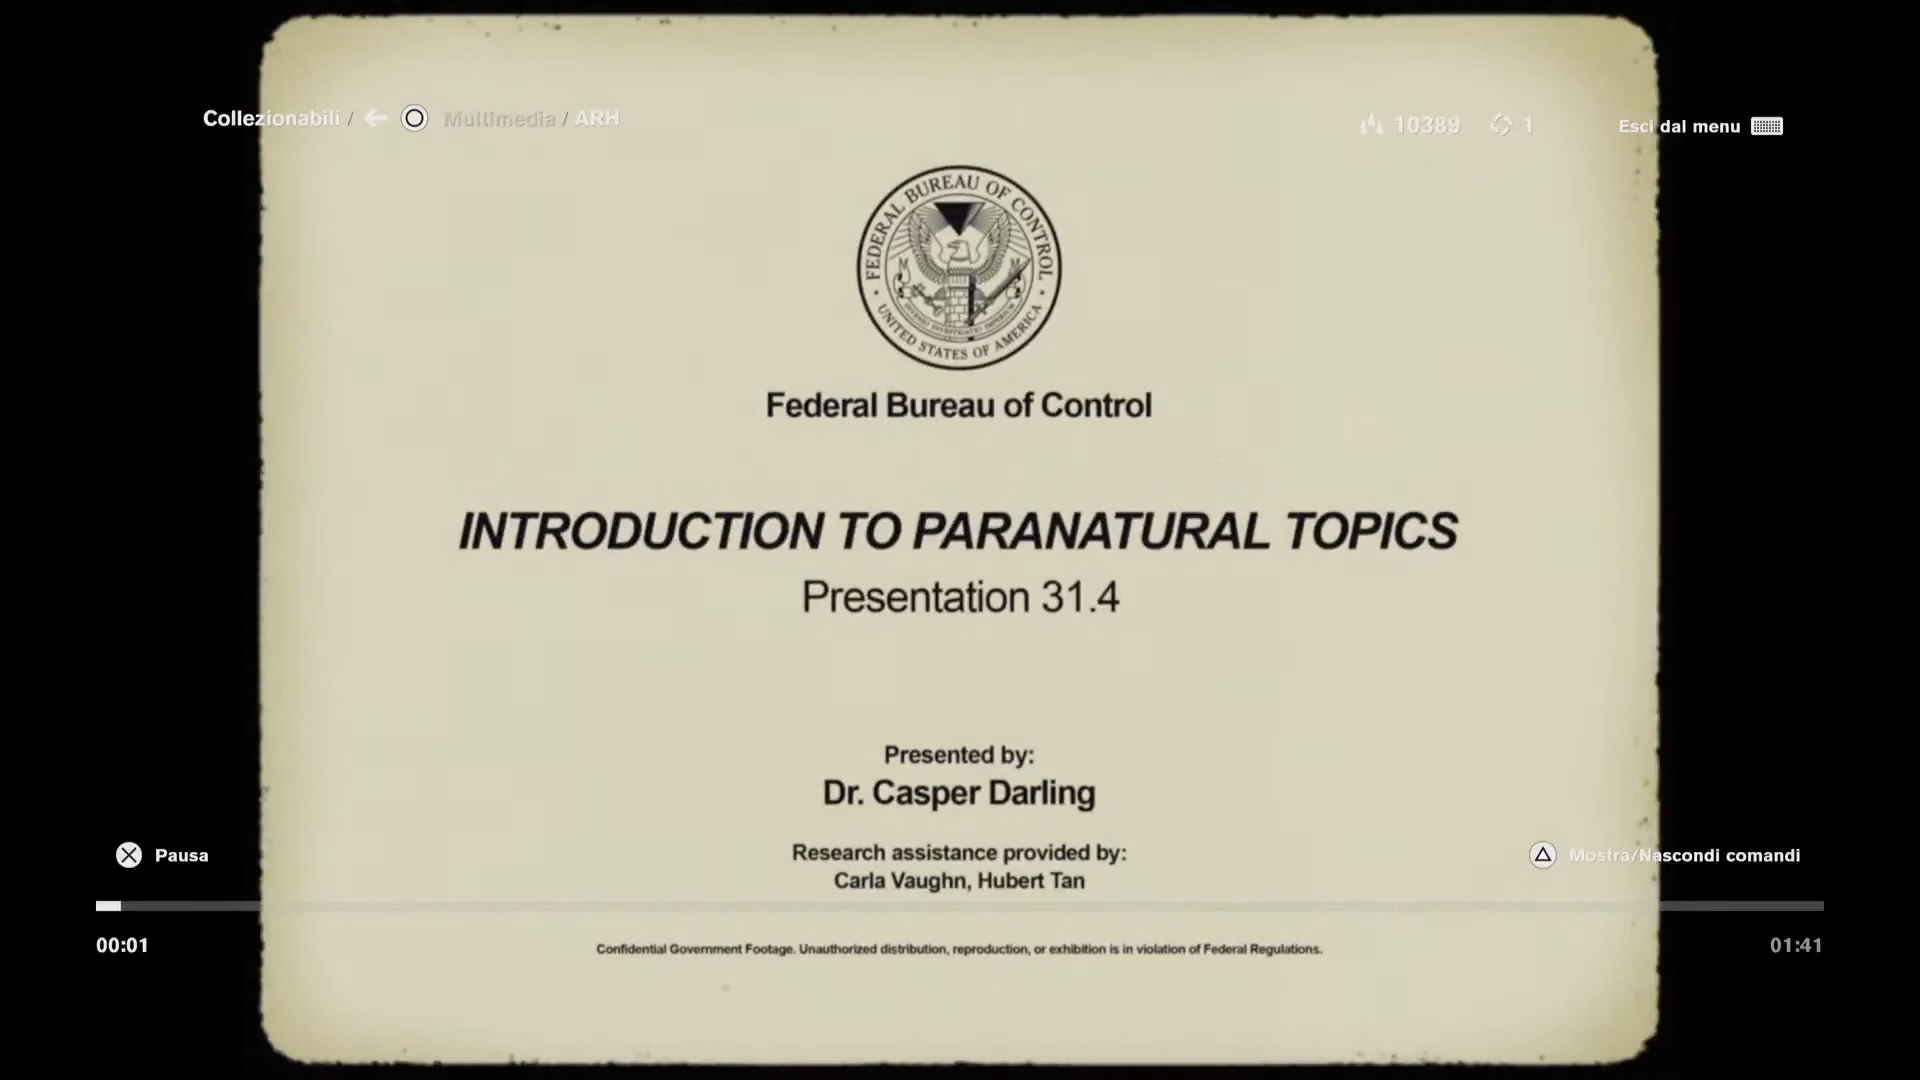 Collezionabili / Multimedia / ARH
10389 1
Esci dal menu
FEDERAL BUREAU OF CONTROL
UNITED STATES OF AMERICA
Federal Bureau of Control
INTRODUCTION TO PARANATURAL TOPICS
Presentation 31.4
Presented by:
Dr. Casper Darling
Research assistance provided by:
Carla Vaughn, Hubert Tan
Pausa
Mostra/Nascondi comandi
00:01
01:41
Confidential Government Footage. Unauthorized distribution, reproduction, or exhibition is in violation of Federal Regulations.